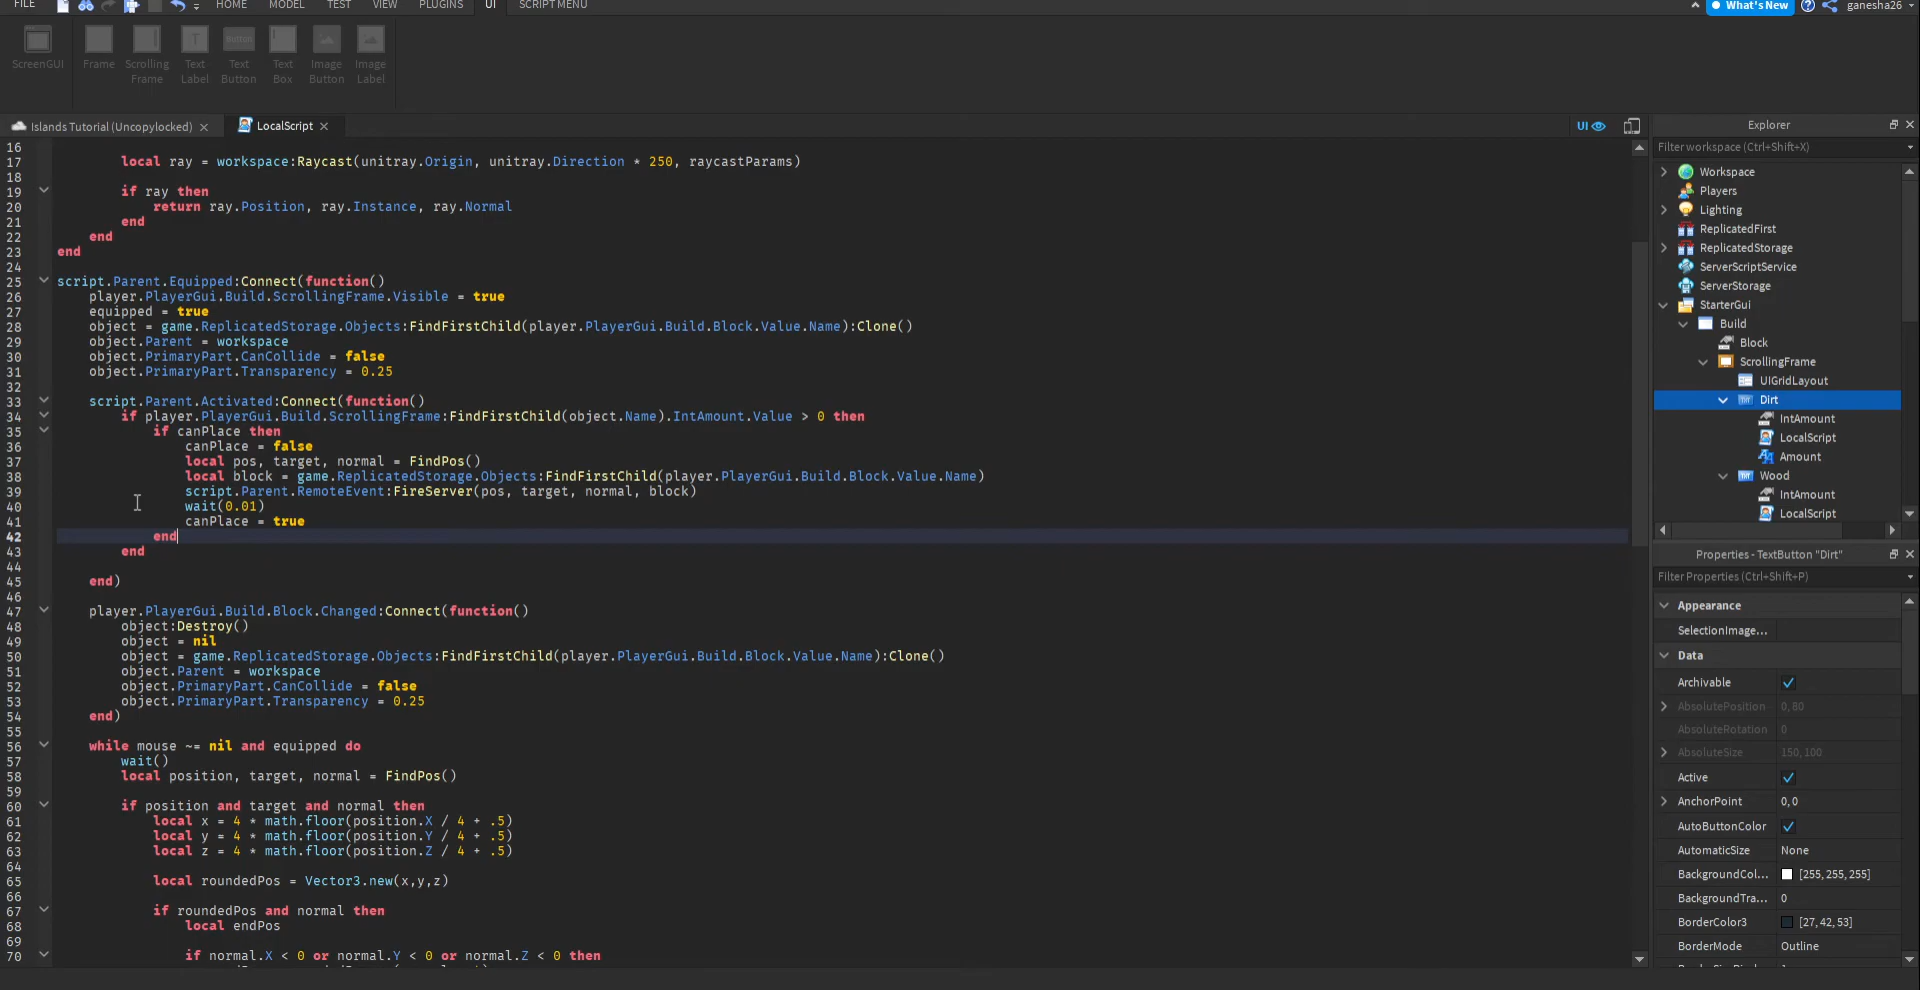 FILE HOME MODEL TEST VIEW PLUGINS UI SCRIPT MENU What's New ganesha26
ScreenGUI Frame Scrolling Frame Text Label Text Button Text Box Image Button Image Label
Islands Tutorial (Uncopylocked) LocalScript UI
16
17 local ray = workspace:Raycast(unitray.Origin, unitray.Direction * 250, raycastParams)
18
19 if ray then
20 return ray.Position, ray.Instance, ray.Normal
21 end
22 end
23 end
24
25 script.Parent.Equipped:Connect(function()
26 player.PlayerGui.Build.ScrollingFrame.Visible = true
27 equipped = true
28 object = game.ReplicatedStorage.Objects:FindFirstChild(player.PlayerGui.Build.Block.Value.Name):Clone()
29 object.Parent = workspace
30 object.PrimaryPart.CanCollide = false
31 object.PrimaryPart.Transparency = 0.25
32
33 script.Parent.Activated:Connect(function()
34 if player.PlayerGui.Build.ScrollingFrame:FindFirstChild(object.Name).IntAmount.Value > 0 then
35 if canPlace then
36 canPlace = false
37 local pos, target, normal = FindPos()
38 local block = game.ReplicatedStorage.Objects:FindFirstChild(player.PlayerGui.Build.Block.Value.Name)
39 script.Parent.RemoteEvent:FireServer(pos, target, normal, block)
40 wait(0.01)
41 canPlace = true
42 end
43 end
44
45 end)
46
47 player.PlayerGui.Build.Block.Changed:Connect(function()
48 object:Destroy()
49 object = nil
50 object = game.ReplicatedStorage.Objects:FindFirstChild(player.PlayerGui.Build.Block.Value.Name):Clone()
51 object.Parent = workspace
52 object.PrimaryPart.CanCollide = false
53 object.PrimaryPart.Transparency = 0.25
54 end)
55
56 while mouse ~= nil and equipped do
57 wait()
58 local position, target, normal = FindPos()
59
60 if position and target and normal then
61 local x = 4 * math.floor(position.X / 4 + .5)
62 local y = 4 * math.floor(position.Y / 4 + .5)
63 local z = 4 * math.floor(position.Z / 4 + .5)
64
65 local roundedPos = Vector3.new(x,y,z)
66
67 if roundedPos and normal then
68 local endPos
69
70 if normal.X < 0 or normal.Y < 0 or normal.Z < 0 then
Explorer
Filter workspace (Ctrl+Shift+X)
Workspace
Players
Lighting
ReplicatedFirst
ReplicatedStorage
ServerScriptService
ServerStorage
StarterGui
Build
Block
ScrollingFrame
UIGridLayout
Dirt
IntAmount
LocalScript
Amount
Wood
IntAmount
LocalScript
Properties - TextButton "Dirt"
Filter Properties (Ctrl+Shift+P)
Appearance
SelectionImage...
Data
Archivable
AbsolutePosition 0, 80
AbsoluteRotation 0
AbsoluteSize 150, 100
Active
AnchorPoint 0, 0
AutoButtonColor
AutomaticSize None
BackgroundCol... [255, 255, 255]
BackgroundTra... 0
BorderColor3 [27, 42, 53]
BorderMode Outline